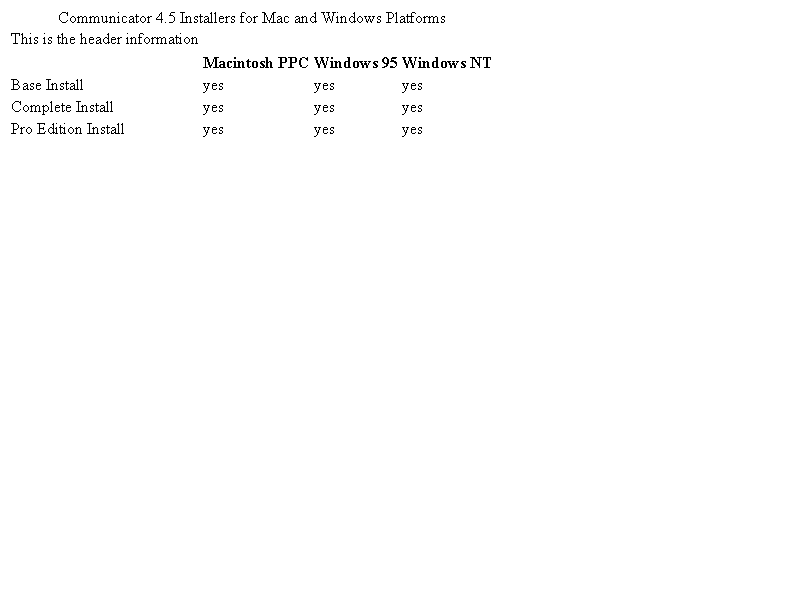 Communicator 4.5 Installers for Mac and Windows Platforms
This is the header information
Macintosh PPC Windows 95 Windows NT
Base Install yes yes yes
Complete Install yes yes yes
Pro Edition Install yes yes yes